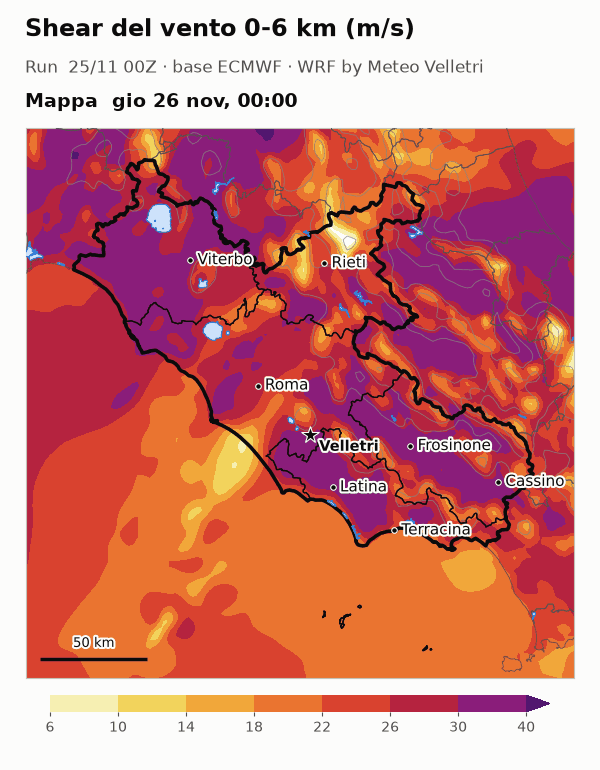 Shear del vento 0-6 km (m/s)
Run  25/11 00Z · base ECMWF · WRF by Meteo Velletri
Mappa  gio 26 nov, 00:00
Viterbo
Rieti
Roma
Velletri
Frosinone
Cassino
Latina
Terracina
50 km
6 10 14 18 22 26 30 40